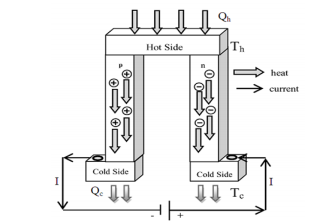 Qh
Hot Side
Th
P
n
heat
current
Cold Side
Cold Side
I
I
Qc
Tc
- +